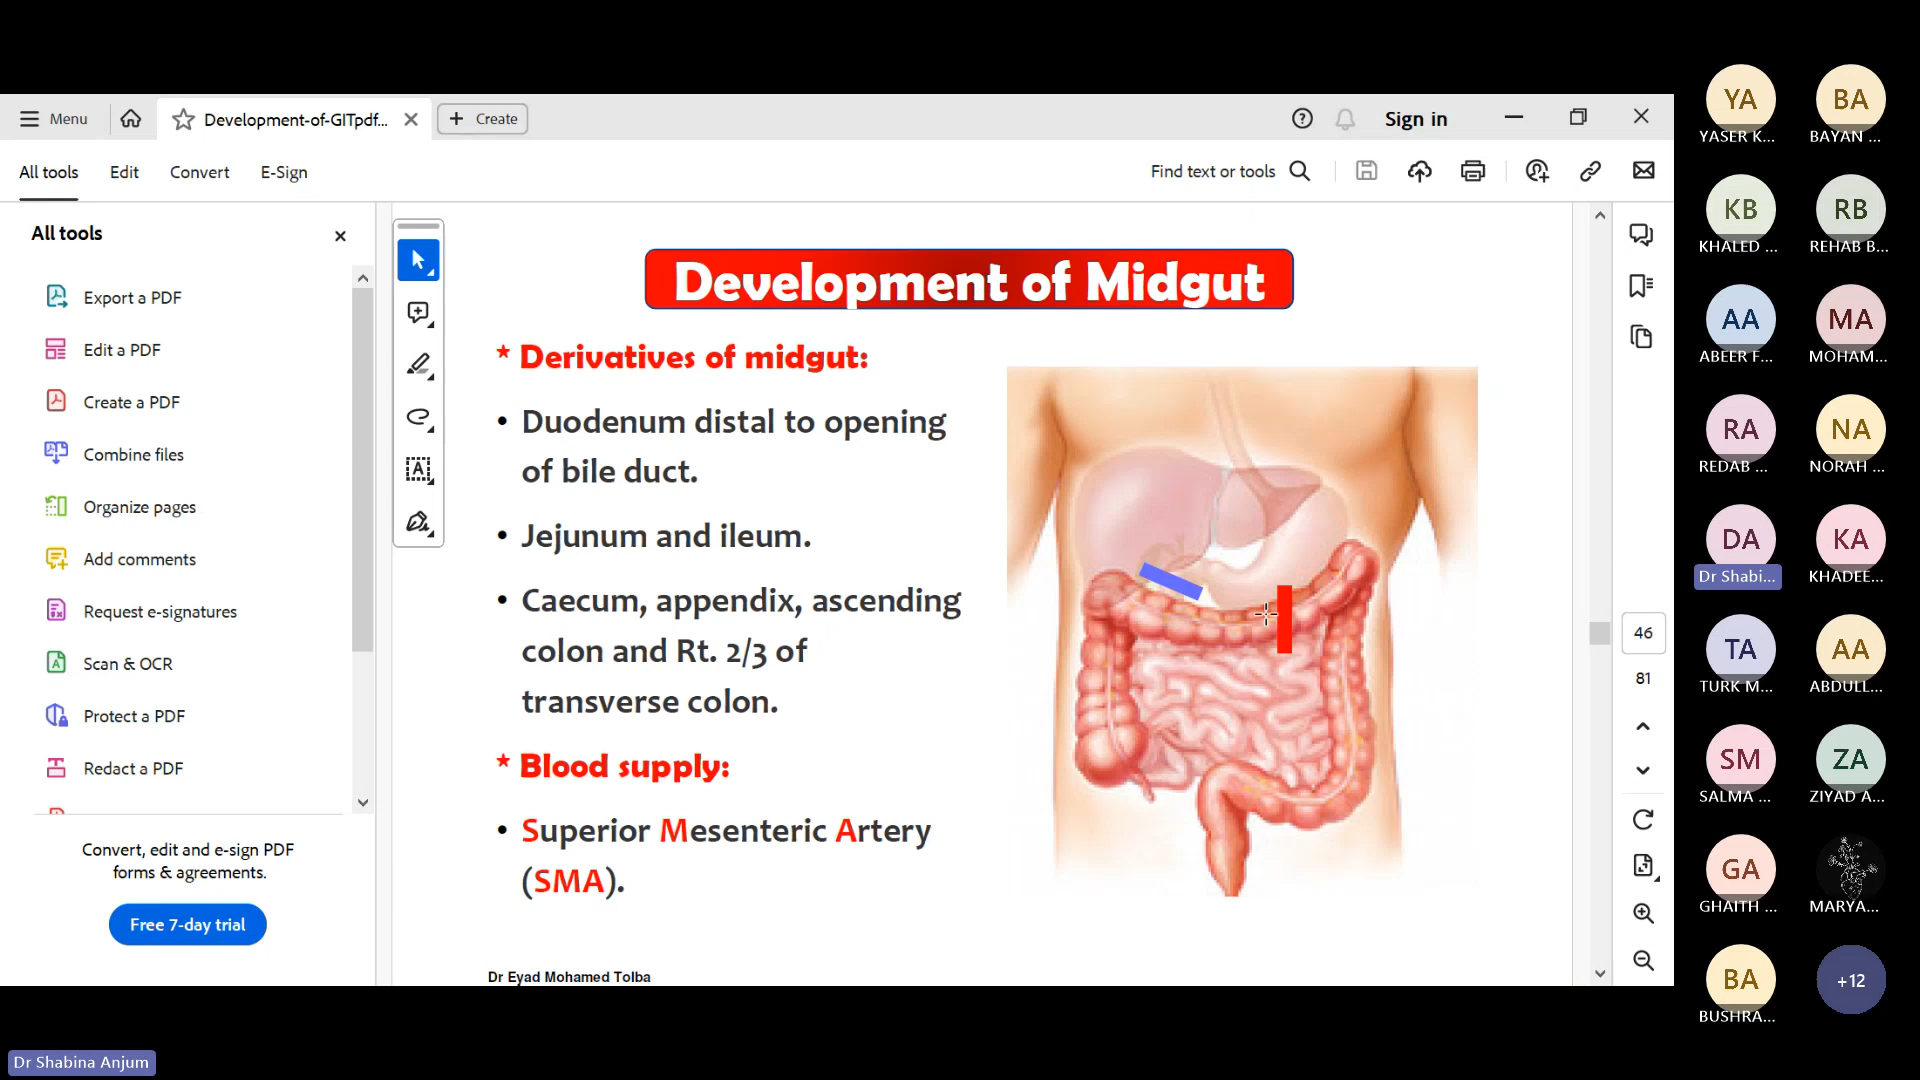 Menu
Development-of-GITpdf...
Create
Sign in
All tools
Edit
Convert
E-Sign
Find text or tools
All tools
Export a PDF
Edit a PDF
Create a PDF
Combine files
Organize pages
Add comments
Request e-signatures
Scan & OCR
Protect a PDF
Redact a PDF
Convert, edit and e-sign PDF
forms & agreements.
Free 7-day trial
Development of Midgut
* Derivatives of midgut:
• Duodenum distal to opening
of bile duct.
• Jejunum and ileum.
• Caecum, appendix, ascending
colon and Rt. 2/3 of
transverse colon.
* Blood supply:
• Superior Mesenteric Artery
(SMA).
Dr Eyad Mohamed Tolba
46
81
YA
YASER K...
BA
BAYAN ...
KB
KHALED ...
RB
REHAB B...
AA
ABEER F...
MA
MOHAM...
RA
REDAB ...
NA
NORAH ...
DA
Dr Shabi...
KA
KHADEE...
TA
TURK M...
AA
ABDULL...
SM
SALMA ...
ZA
ZIYAD A...
GA
GHAITH ...
MARYA...
BA
BUSHRA...
+12
Dr Shabina Anjum